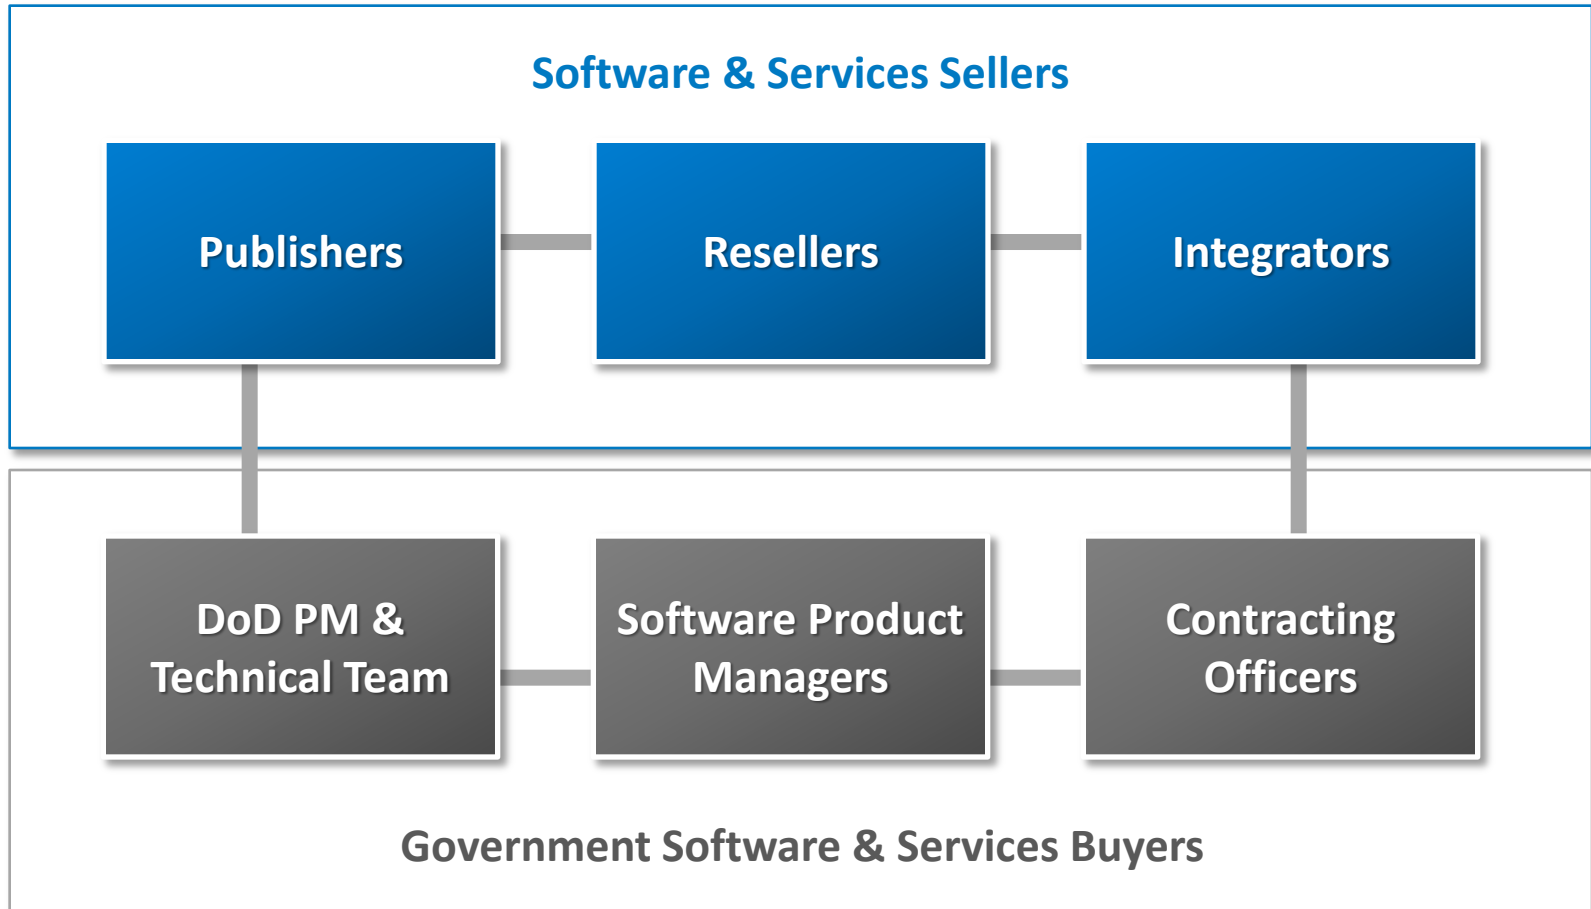 Software & Services Sellers
Publishers
Resellers
Integrators
DoD PM &
Technical Team
Software Product
Managers
Contracting
Officers
Government Software & Services Buyers